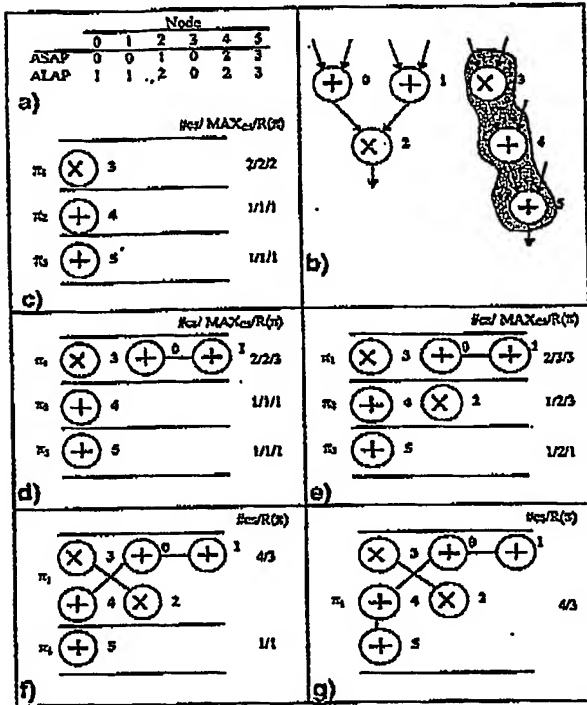 Node
0 1 2 3 4 5
ASAP 0 0 1 0 2 3
ALAP 1 1 2 0 2 3
a)
0
1
2
3
4
5
b)
#cs/ MAXcs/R(π)
π1 × 3 2/2/2
π2 + 4 1/1/1
π3 + 5 1/1/1
c)
#cs/ MAXcs/R(π)
π1 × 3 + 0 + 1 2/2/3
π2 + 4 1/1/1
π3 + 5 1/1/1
d)
#cs/ MAXcs/R(π)
π1 × 3 + 0 + 1 2/3/3
π2 + 4 × 2 1/2/3
π3 + 5 1/2/1
e)
#cs/R(π)
× 3 + 0 + 1 4/3
π1
+ 4 × 2
+ 5 1/1
f)
#cs/R(π)
× 3 + 0 + 1
π1 + 4 × 2 4/3
+ 5
g)